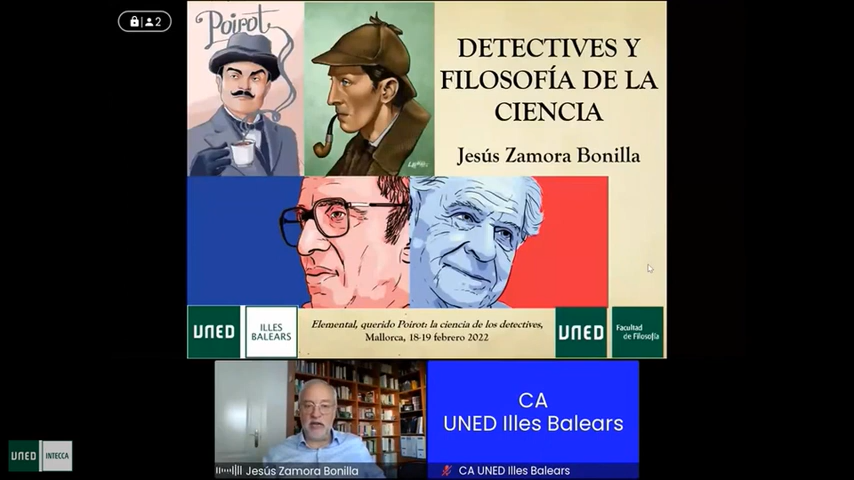 2
Poirot
DETECTIVES Y
FILOSOFÍA DE LA
CIENCIA
Jesús Zamora Bonilla
UNED
ILLES
BALEARS
Elemental, querido Poirot: la ciencia de los detectives,
Mallorca, 18-19 febrero 2022
UNED
Facultad
de Filosofía
CA
UNED Illes Balears
Jesús Zamora Bonilla
CA UNED Illes Balears
UNED
INTECCA